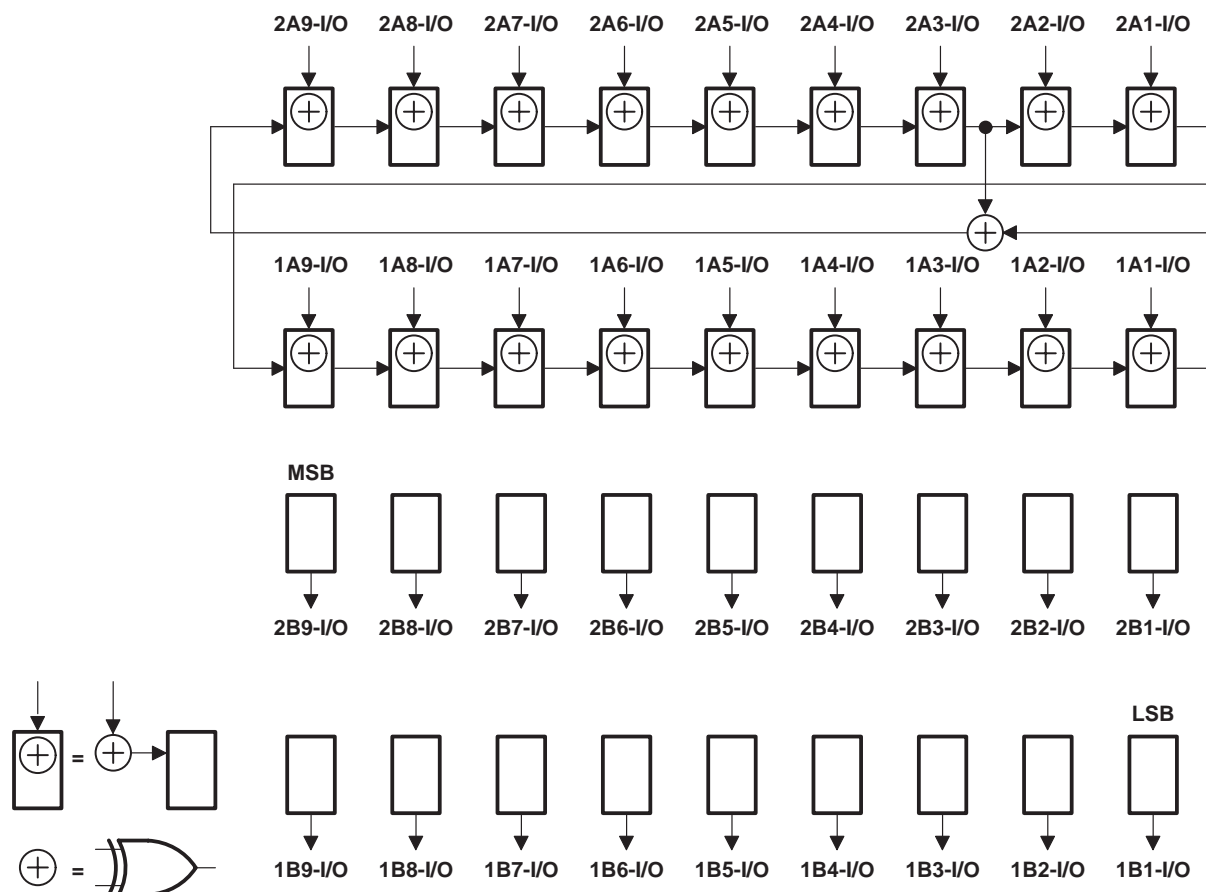 2A9-I/O 2A8-I/O 2A7-I/O 2A6-I/O 2A5-I/O 2A4-I/O 2A3-I/O 2A2-I/O 2A1-I/O
1A9-I/O 1A8-I/O 1A7-I/O 1A6-I/O 1A5-I/O 1A4-I/O 1A3-I/O 1A2-I/O 1A1-I/O
MSB
2B9-I/O 2B8-I/O 2B7-I/O 2B6-I/O 2B5-I/O 2B4-I/O 2B3-I/O 2B2-I/O 2B1-I/O
LSB
=
=
1B9-I/O 1B8-I/O 1B7-I/O 1B6-I/O 1B5-I/O 1B4-I/O 1B3-I/O 1B2-I/O 1B1-I/O